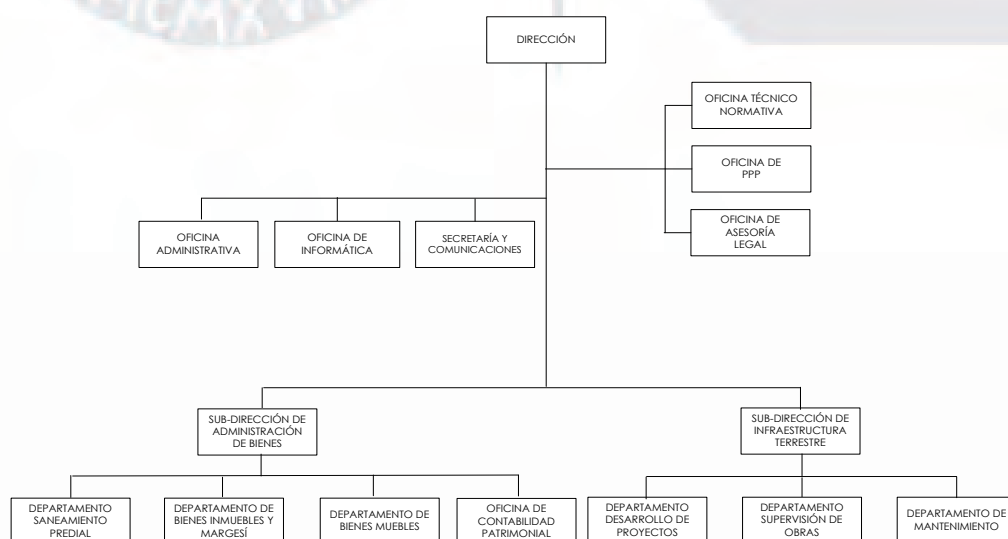 DIRECCIÓN
OFICINA TÉCNICO
NORMATIVA
OFICINA DE
PPP
OFICINA DE
ASESORÍA
LEGAL
OFICINA
ADMINISTRATIVA
OFICINA DE
INFORMÁTICA
SECRETARÍA Y
COMUNICACIONES
SUB-DIRECCIÓN DE
ADMINISTRACIÓN
DE BIENES
SUB-DIRECCIÓN DE
INFRAESTRUCTURA
TERRESTRE
DEPARTAMENTO
SANEAMIENTO
PREDIAL
DEPARTAMENTO DE
BIENES INMUEBLES Y
MARGESÍ
DEPARTAMENTO DE
BIENES MUEBLES
OFICINA DE
CONTABILIDAD
PATRIMONIAL
DEPARTAMENTO
DESARROLLO DE
PROYECTOS
DEPARTAMENTO
SUPERVISIÓN DE
OBRAS
DEPARTAMENTO DE
MANTENIMIENTO